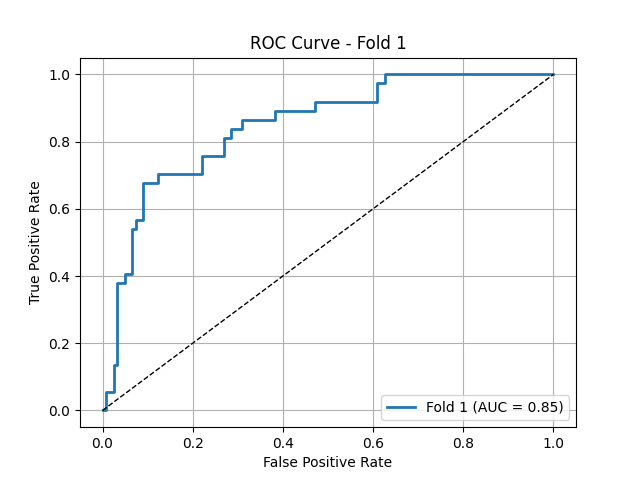 ROC Curve - Fold 1
True Positive Rate
1.0
0.8
0.6
0.4
0.2
0.0
Fold 1 (AUC = 0.85)
0.0 0.2 0.4 0.6 0.8 1.0
False Positive Rate